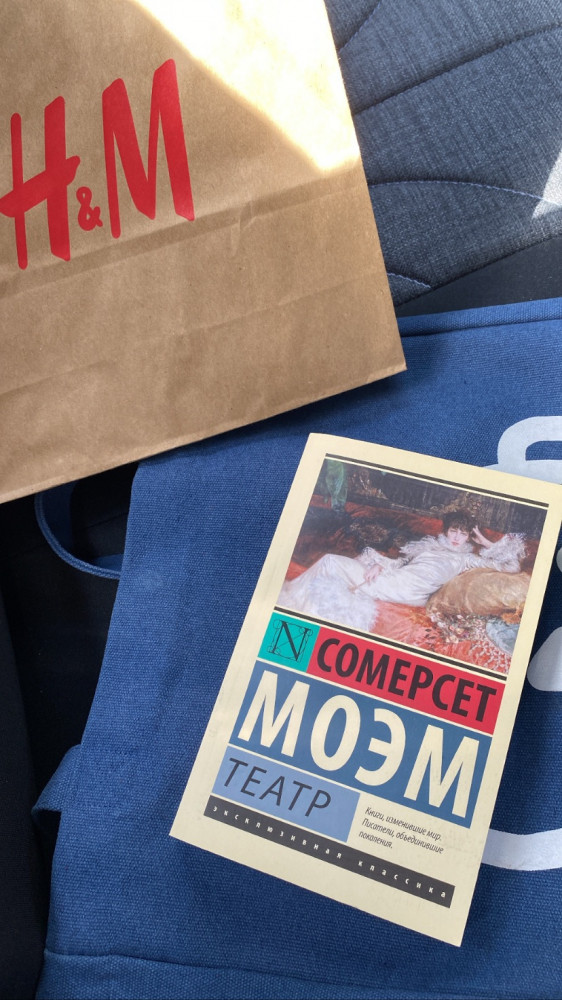 H&M
N
СОМЕРСЕТ
МОЭМ
ТЕАТР
Книги, изменившие мир.
Писатели, объединившие
поколения.
эксклюзивная классика